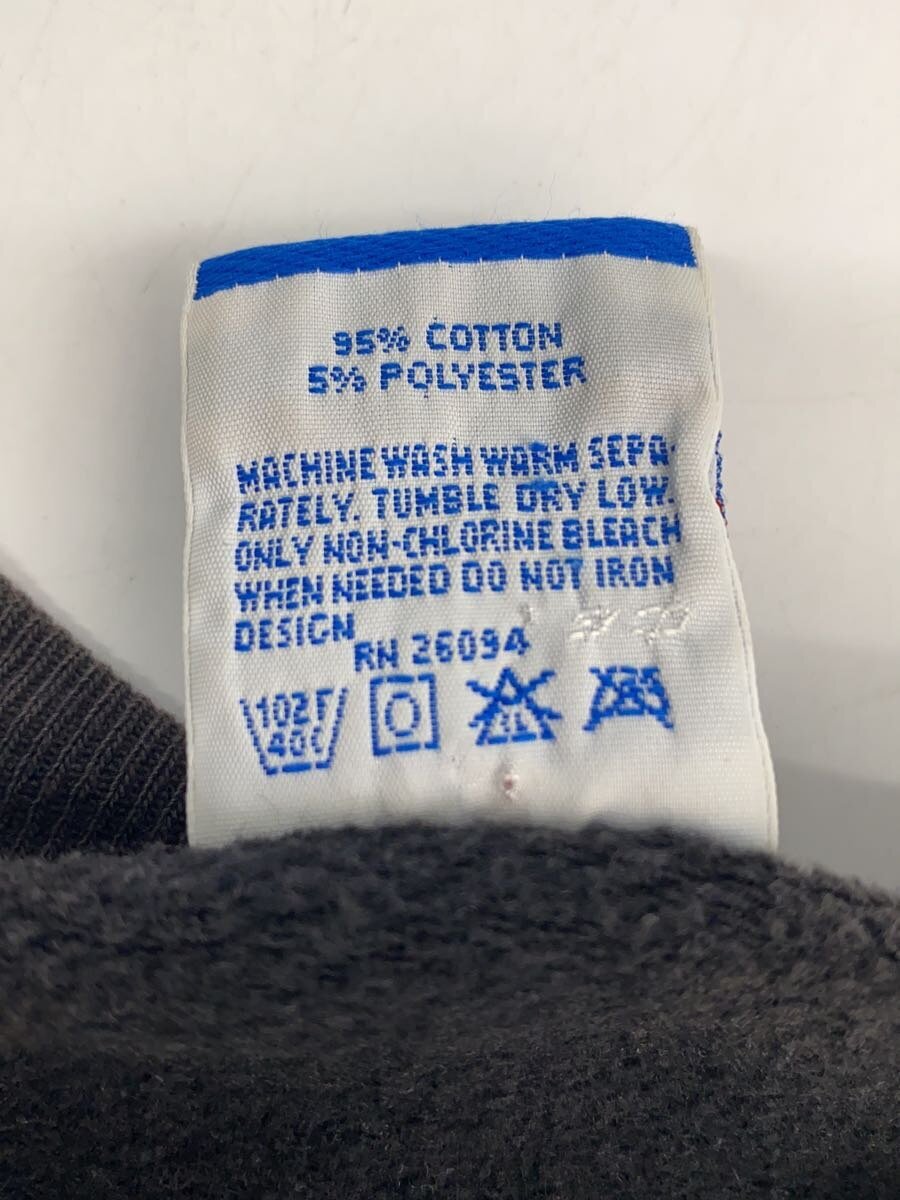 95% COTTON
5% POLYESTER
MACHINE WASH WARM SEPA-
RATELY. TUMBLE DRY LOW.
ONLY NON-CHLORINE BLEACH
WHEN NEEDED DO NOT IRON
DESIGN
RN 26094
102F
40C
CL